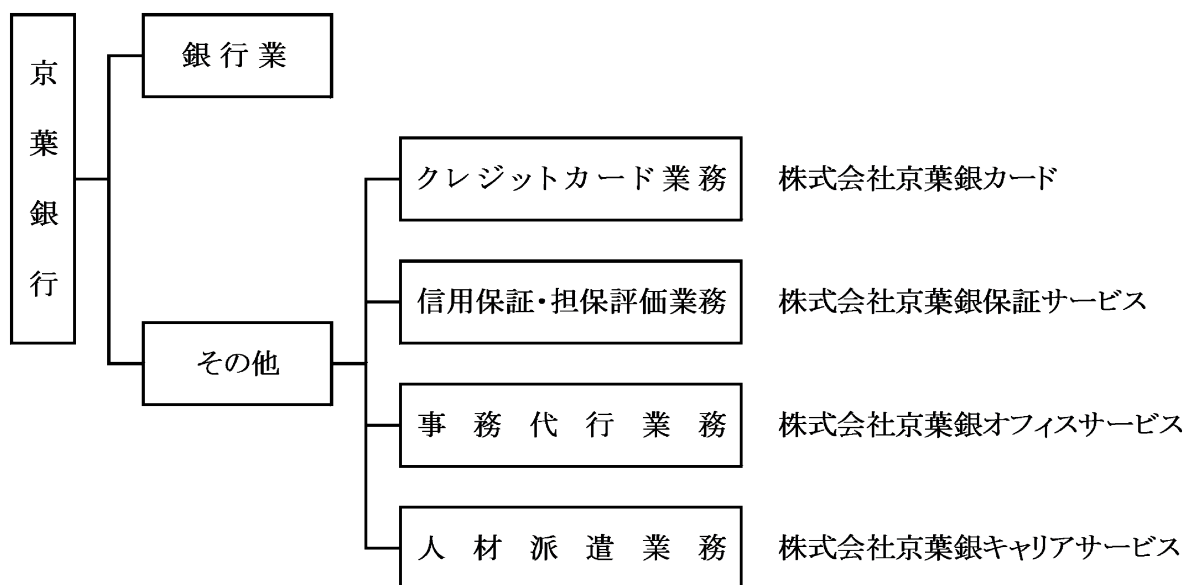 京葉銀行
銀行業
その他
クレジットカード業務 株式会社京葉銀カード
信用保証・担保評価業務 株式会社京葉銀保証サービス
事務代行業務 株式会社京葉銀オフィスサービス
人材派遣業務 株式会社京葉銀キャリアサービス